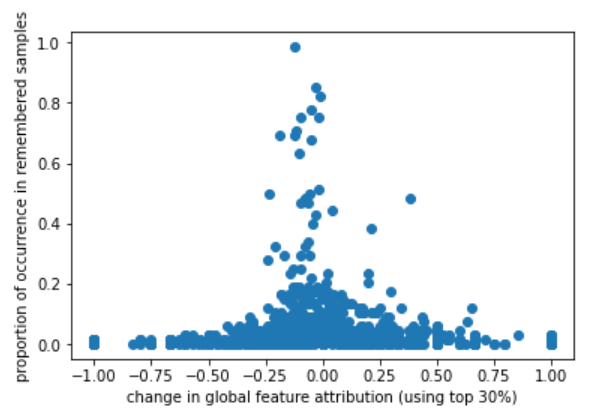 proportion of occurrence in remembered samples
1.0
0.8
0.6
0.4
0.2
0.0
−1.00 −0.75 −0.50 −0.25 0.00 0.25 0.50 0.75 1.00
change in global feature attribution (using top 30%)